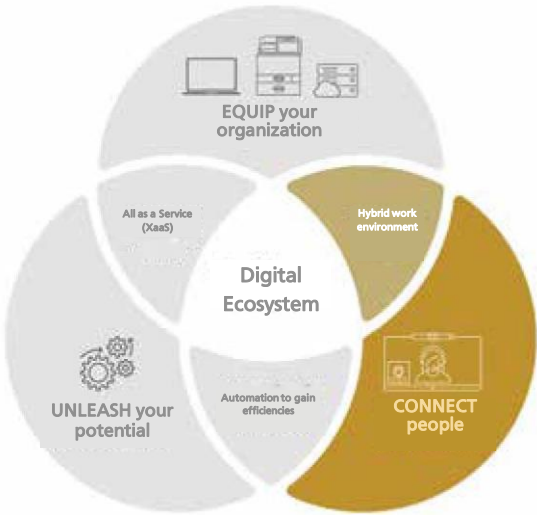 EQUIP your
organization
All as a Service
(XaaS)
Hybrid work
environment
Digital
Ecosystem
UNLEASH your
potential
Automation to gain
efficiencies
CONNECT
people